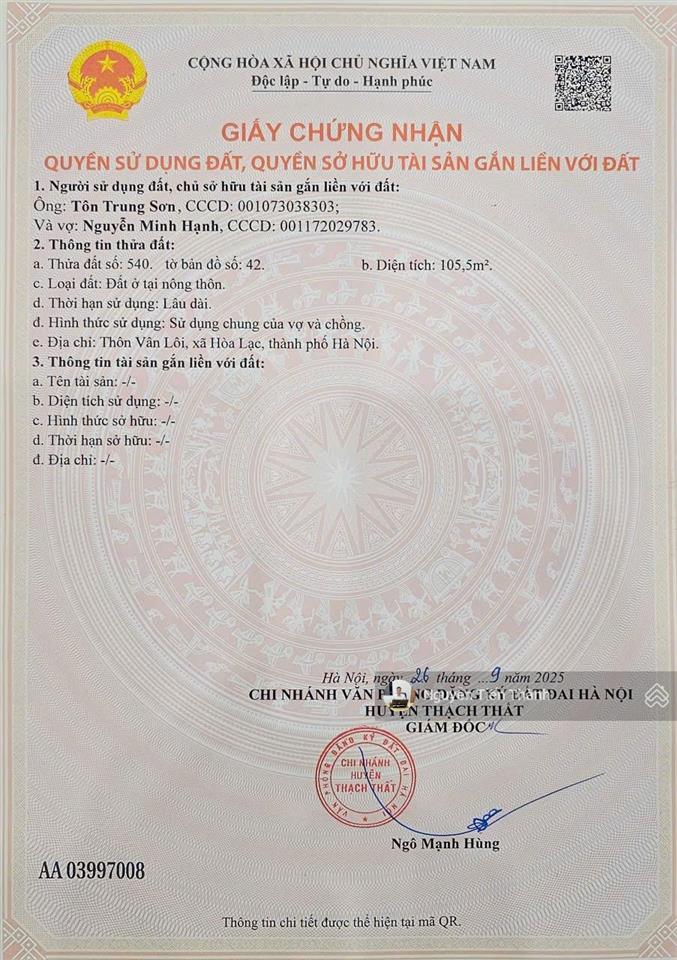 CỘNG HÒA XÃ HỘI CHỦ NGHĨA VIỆT NAM
Độc lập - Tự do - Hạnh phúc
GIẤY CHỨNG NHẬN
QUYỀN SỬ DỤNG ĐẤT, QUYỀN SỞ HỮU TÀI SẢN GẮN LIỀN VỚI ĐẤT
1. Người sử dụng đất, chủ sở hữu tài sản gắn liền với đất:
Ông: Tôn Trung Sơn, CCCD: 001073038303;
Và vợ: Nguyễn Minh Hạnh, CCCD: 001172029783.
2. Thông tin thửa đất:
a. Thửa đất số: 540. tờ bản đồ số: 42. b. Diện tích: 105,5m².
c. Loại đất: Đất ở tại nông thôn.
d. Thời hạn sử dụng: Lâu dài.
đ. Hình thức sử dụng: Sử dụng chung của vợ và chồng.
e. Địa chỉ: Thôn Vân Lôi, xã Hòa Lạc, thành phố Hà Nội.
3. Thông tin tài sản gắn liền với đất:
a. Tên tài sản: -/-
b. Diện tích sử dụng: -/-
c. Hình thức sở hữu: -/-
d. Thời hạn sở hữu: -/-
đ. Địa chỉ: -/-
Hà Nội, ngày 26 tháng ...9 năm 2025
CHI NHÁNH VĂN PHÒNG ĐĂNG KÝ ĐẤT ĐAI HÀ NỘI
HUYỆN THẠCH THẤT
GIÁM ĐỐC
VĂN PHÒNG ĐĂNG KÝ ĐẤT ĐAI HÀ NỘI
CHI NHÁNH
HUYỆN
THẠCH THẤT
Ngô Mạnh Hùng
AA 03997008
Thông tin chi tiết được thể hiện tại mã QR.